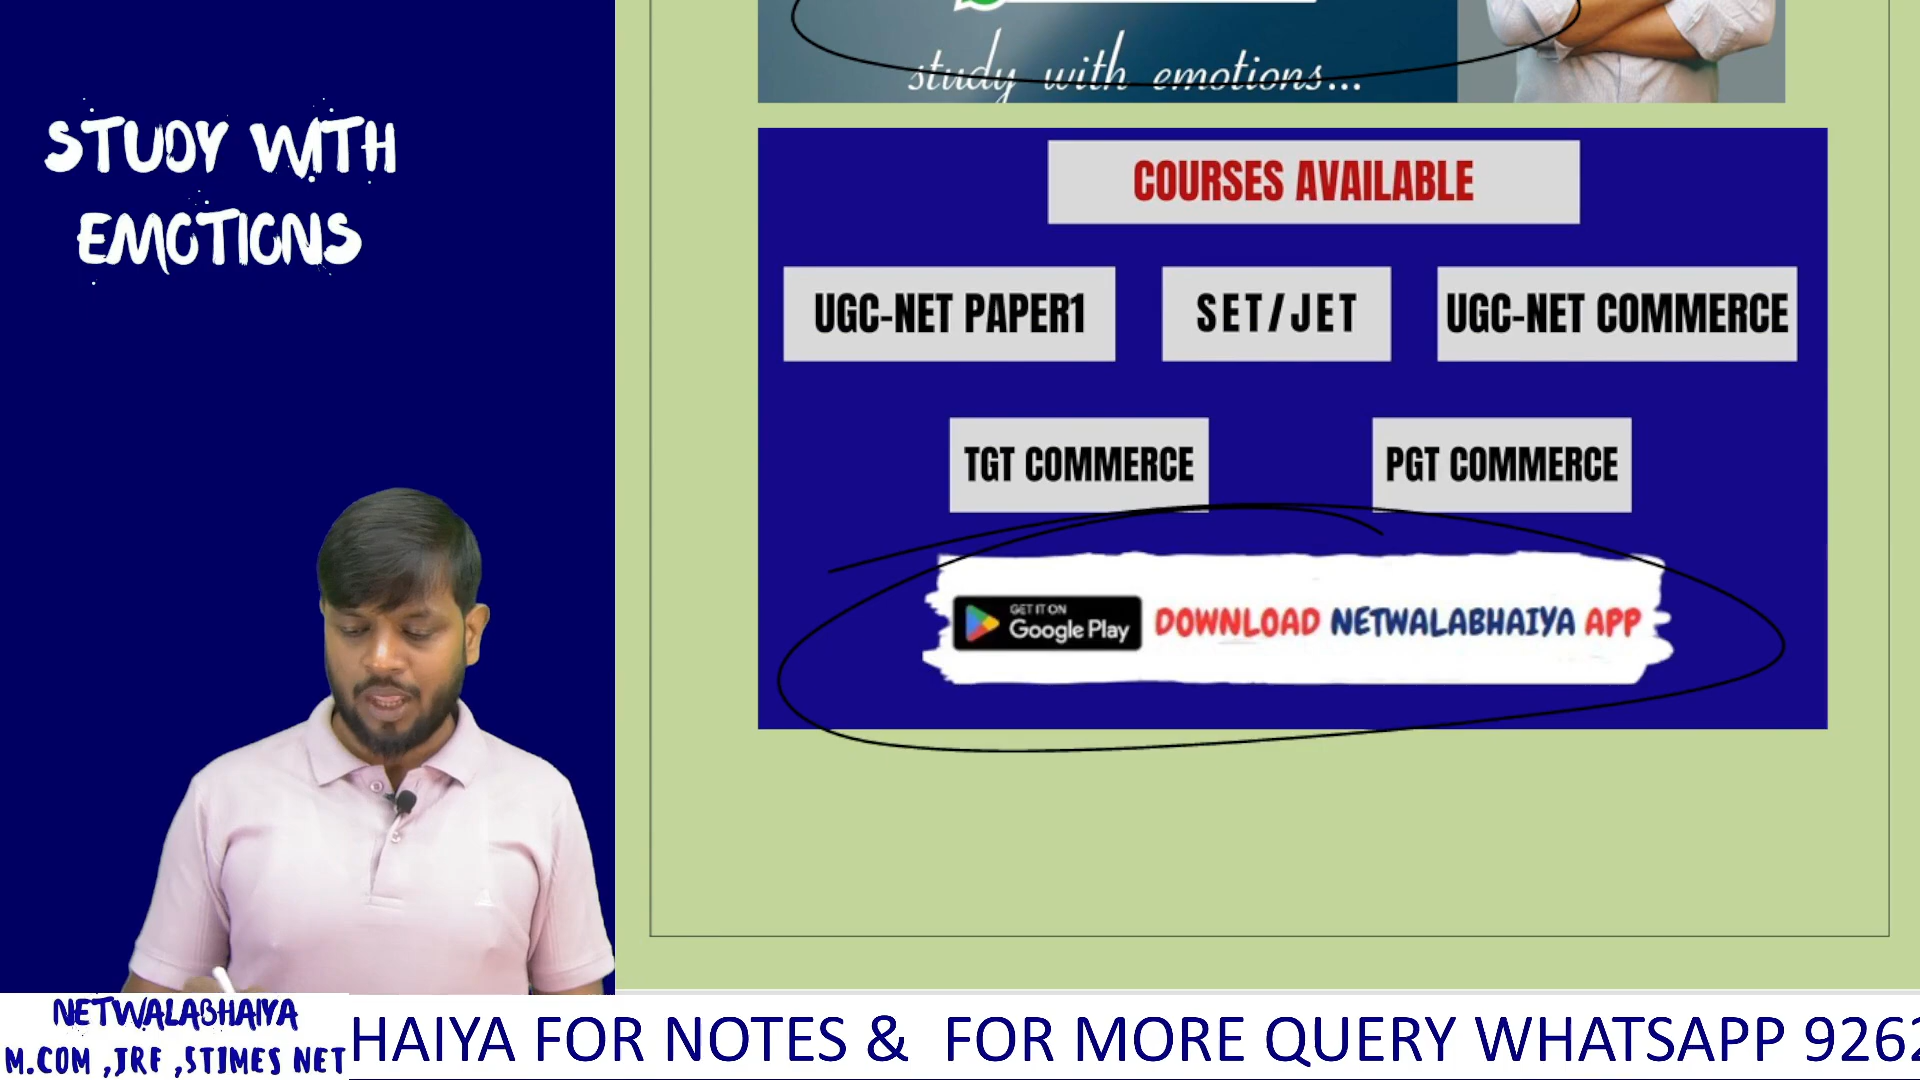 STUDY WITH
EMOTIONS
study with emotions...
COURSES AVAILABLE
UGC-NET PAPER1
SET/JET
UGC-NET COMMERCE
TGT COMMERCE
PGT COMMERCE
GET IT ON
Google Play
DOWNLOAD NETWALABHAIYA APP
NETWALABHAIYA
M.COM ,JRF ,5TIMES NET
HAIYA FOR NOTES & FOR MORE QUERY WHATSAPP 9262